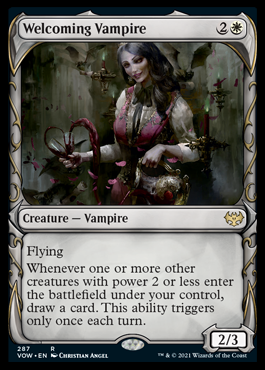 Welcoming Vampire 2
Creature — Vampire
Flying
Whenever one or more other
creatures with power 2 or less enter
the battlefield under your control,
draw a card. This ability triggers
only once each turn.
2/3
287 R
VOW • EN Christian Angel
™ & © 2021 Wizards of the Coast